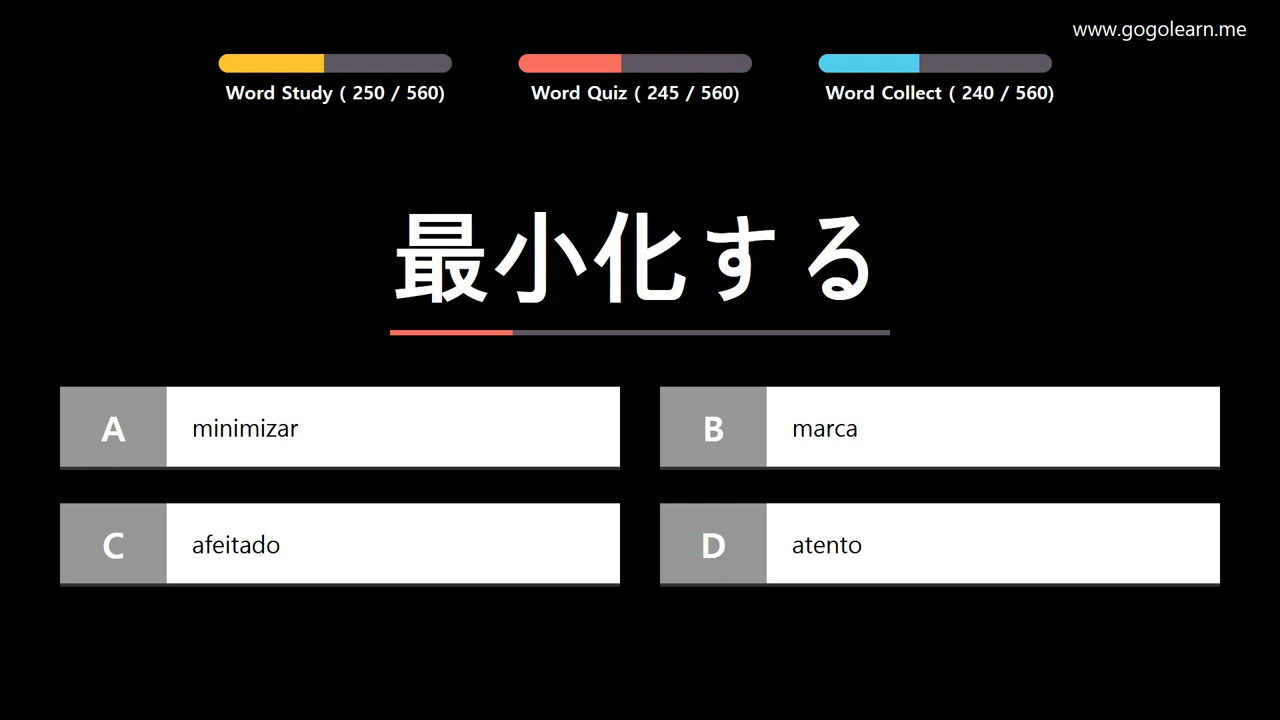 www.gogolearn.me
Word Study ( 250 / 560)
Word Quiz ( 245 / 560)
Word Collect ( 240 / 560)
最小化する
A minimizar
B marca
C afeitado
D atento